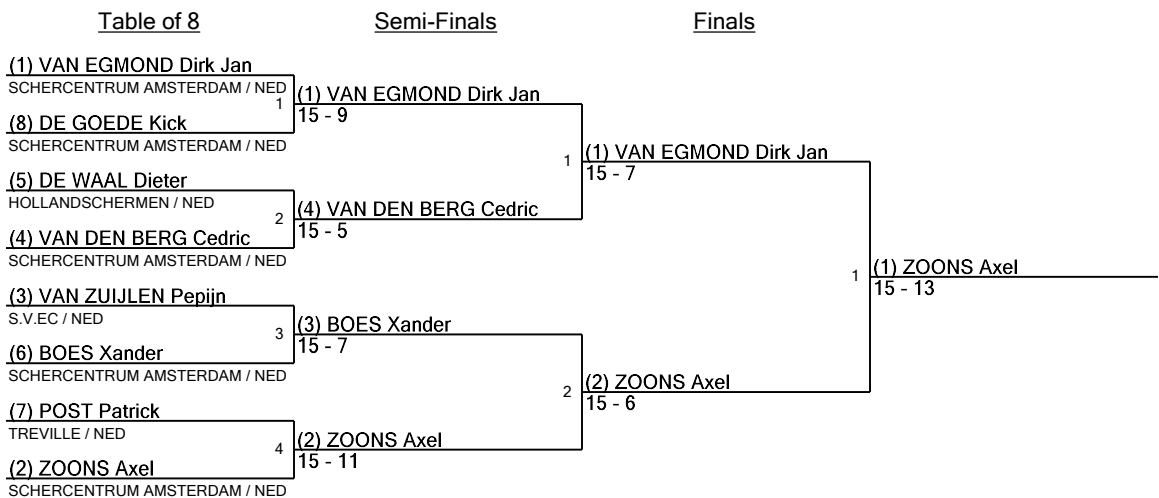 Table of 8
Semi-Finals
Finals
(1) VAN EGMOND Dirk Jan
SCHERCENTRUM AMSTERDAM / NED
1
(8) DE GOEDE Kick
SCHERCENTRUM AMSTERDAM / NED
(5) DE WAAL Dieter
HOLLANDSCHERMEN / NED
2
(4) VAN DEN BERG Cedric
SCHERCENTRUM AMSTERDAM / NED
(3) VAN ZUIJLEN Pepijn
S.V.EC / NED
3
(6) BOES Xander
SCHERCENTRUM AMSTERDAM / NED
(7) POST Patrick
TREVILLE / NED
4
(2) ZOONS Axel
SCHERCENTRUM AMSTERDAM / NED
(1) VAN EGMOND Dirk Jan
15 - 9
1
(4) VAN DEN BERG Cedric
15 - 5
(3) BOES Xander
15 - 7
2
(2) ZOONS Axel
15 - 11
(1) VAN EGMOND Dirk Jan
15 - 7
1
(2) ZOONS Axel
15 - 6
(1) ZOONS Axel
15 - 13